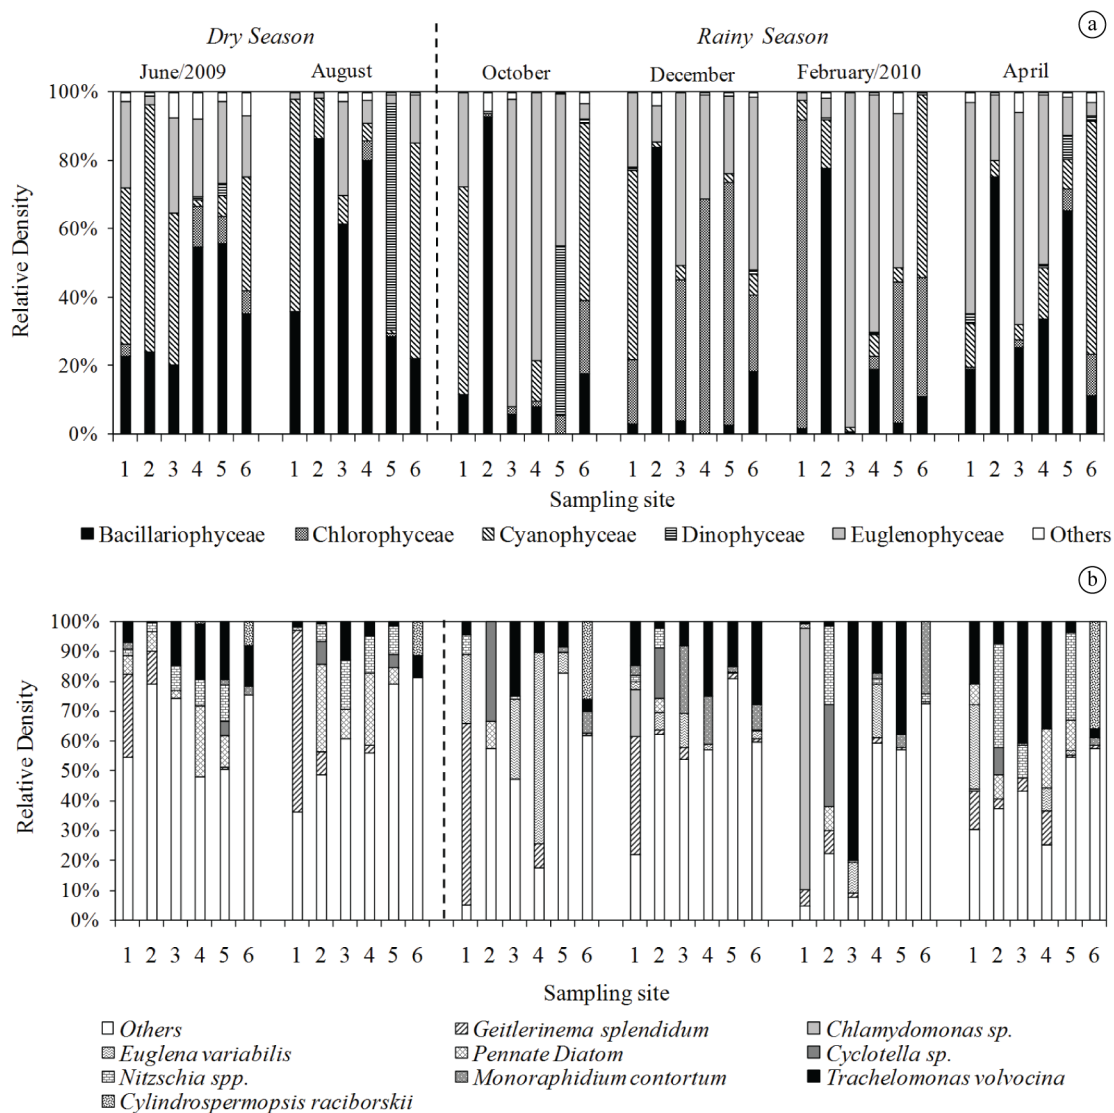 a
Dry Season
Rainy Season
June/2009 August October December February/2010 April
100%
80%
60%
40%
20%
0%
Relative Density
1 2 3 4 5 6 1 2 3 4 5 6 1 2 3 4 5 6 1 2 3 4 5 6 1 2 3 4 5 6 1 2 3 4 5 6
Sampling site
Bacillariophyceae Chlorophyceae Cyanophyceae Dinophyceae Euglenophyceae Others
b
100%
90%
80%
70%
60%
50%
40%
30%
20%
10%
0%
Relative Density
1 2 3 4 5 6 1 2 3 4 5 6 1 2 3 4 5 6 1 2 3 4 5 6 1 2 3 4 5 6 1 2 3 4 5 6
Sampling site
Others Geitlerinema splendidum Chlamydomonas sp.
Euglena variabilis Pennate Diatom Cyclotella sp.
Nitzschia spp. Monoraphidium contortum Trachelomonas volvocina
Cylindrospermopsis raciborskii